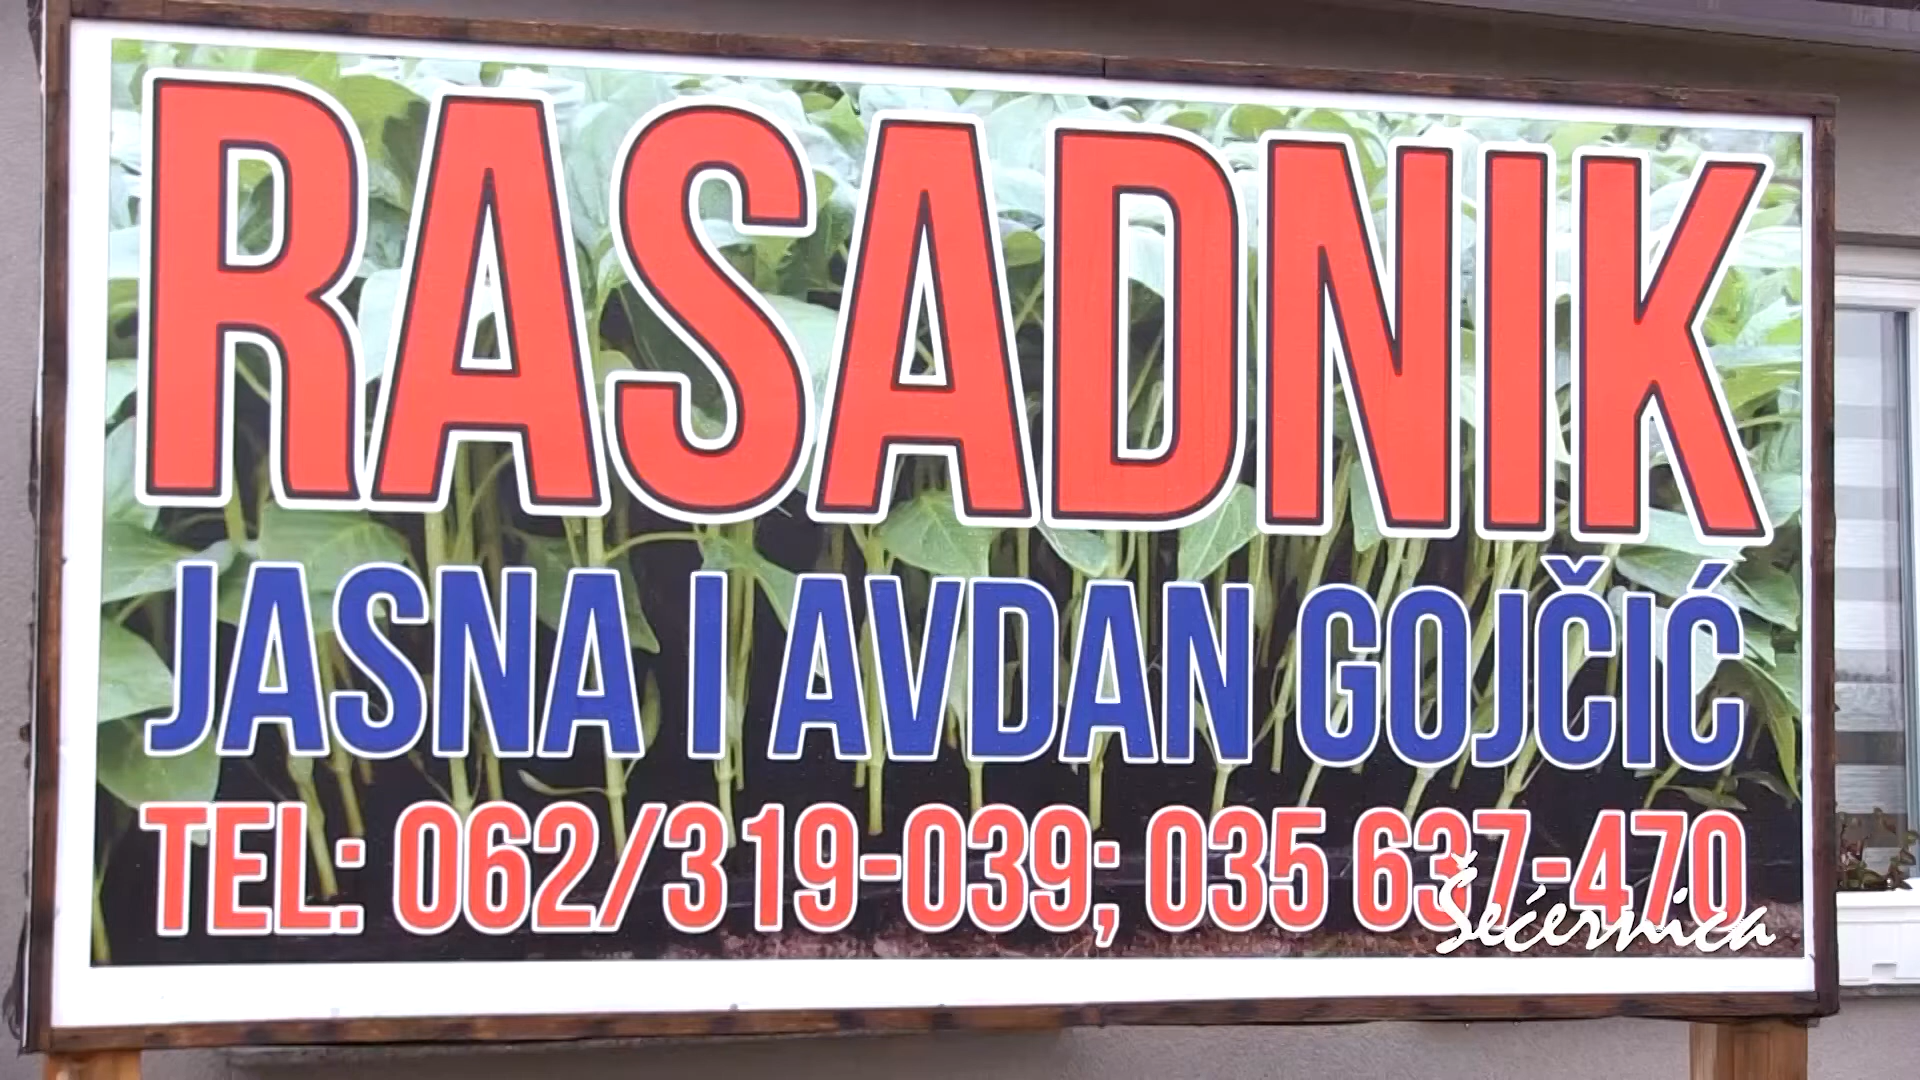 RASADNIK
JASNA I AVDAN GOJČIĆ
TEL: 062/319-039; 035 637-470
Šećernica